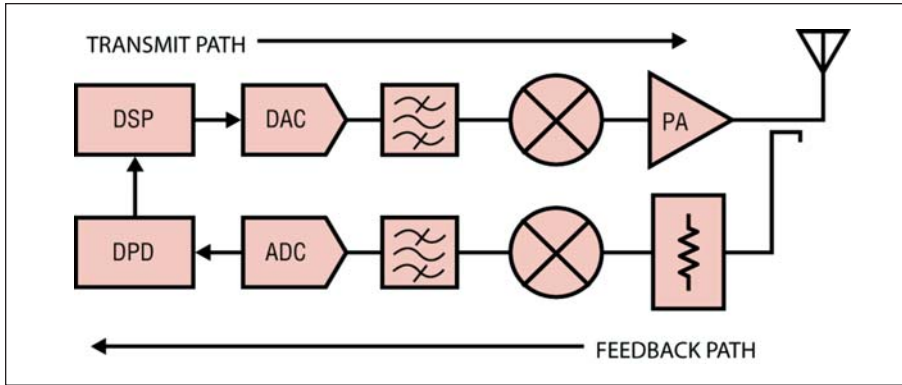 TRANSMIT PATH
DSP
DAC
PA
DPD
ADC
FEEDBACK PATH